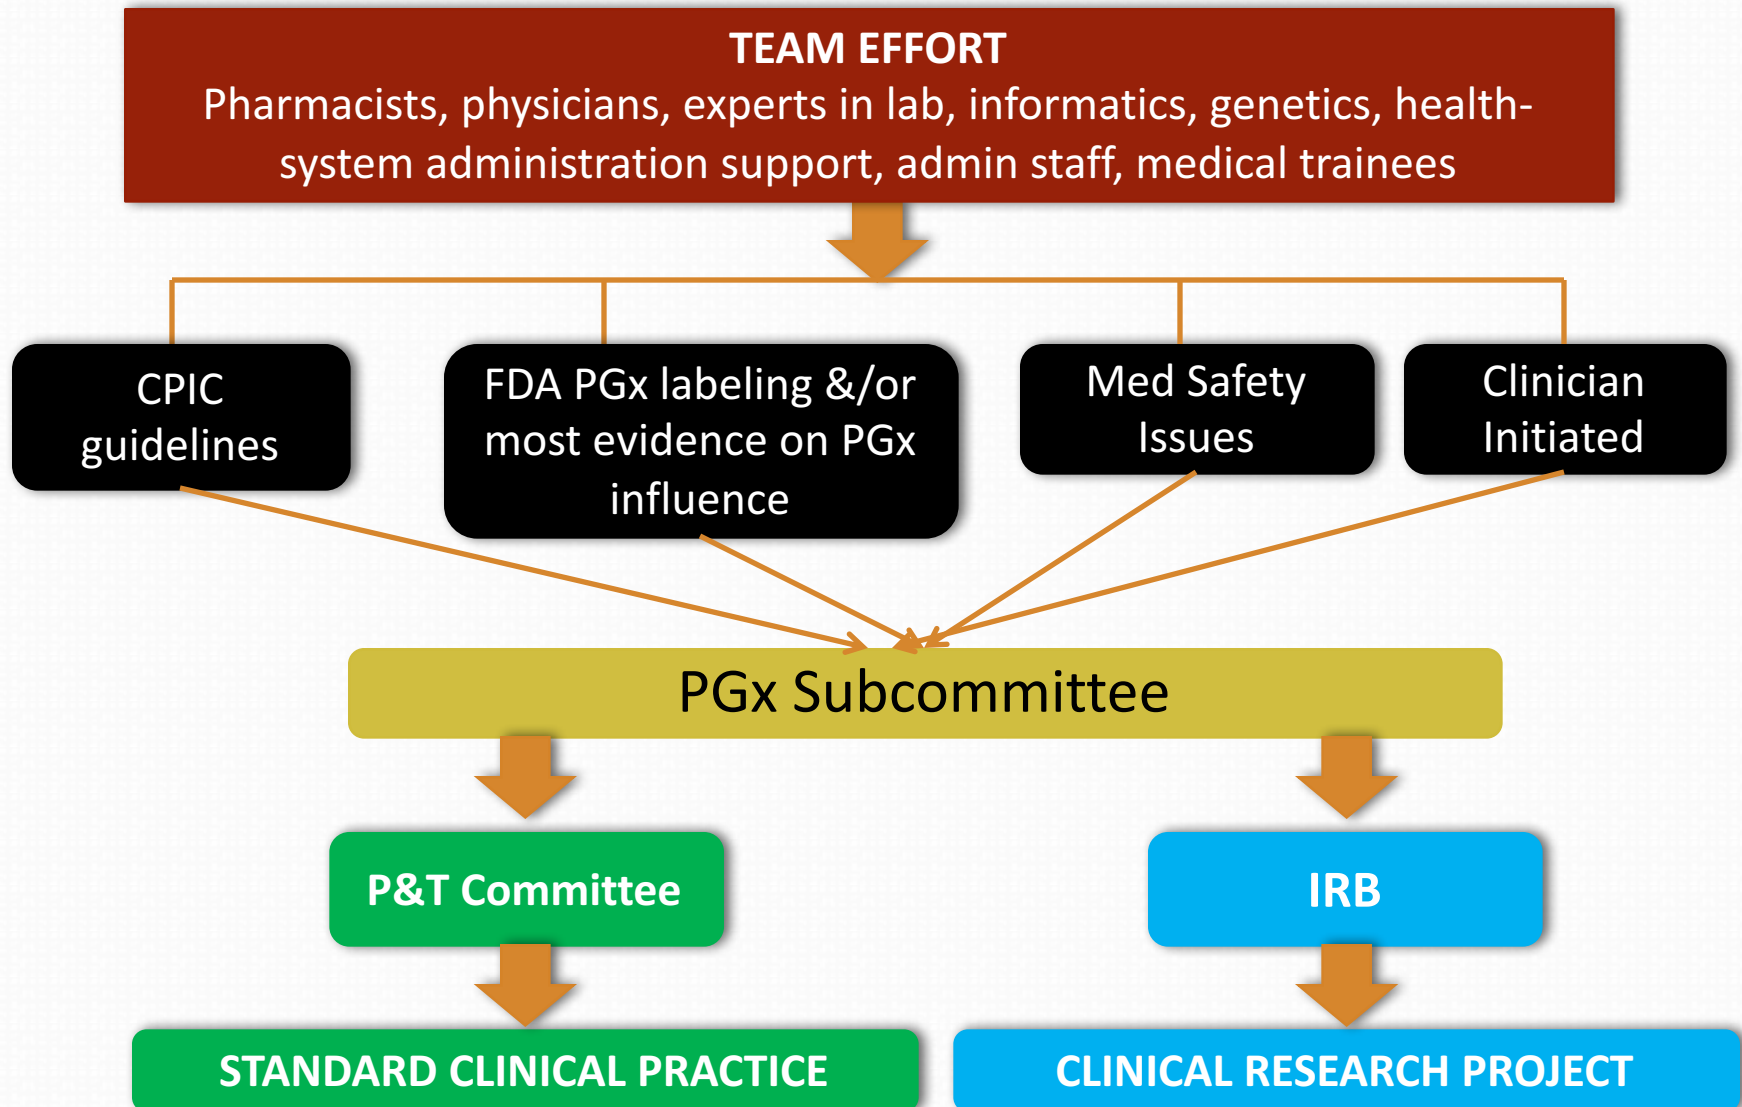 TEAM EFFORT
Pharmacists, physicians, experts in lab, informatics, genetics, health-
system administration support, admin staff, medical trainees
CPIC
guidelines
FDA PGx labeling &/or
most evidence on PGx
influence
Med Safety
Issues
Clinician
Initiated
PGx Subcommittee
P&T Committee
IRB
STANDARD CLINICAL PRACTICE
CLINICAL RESEARCH PROJECT